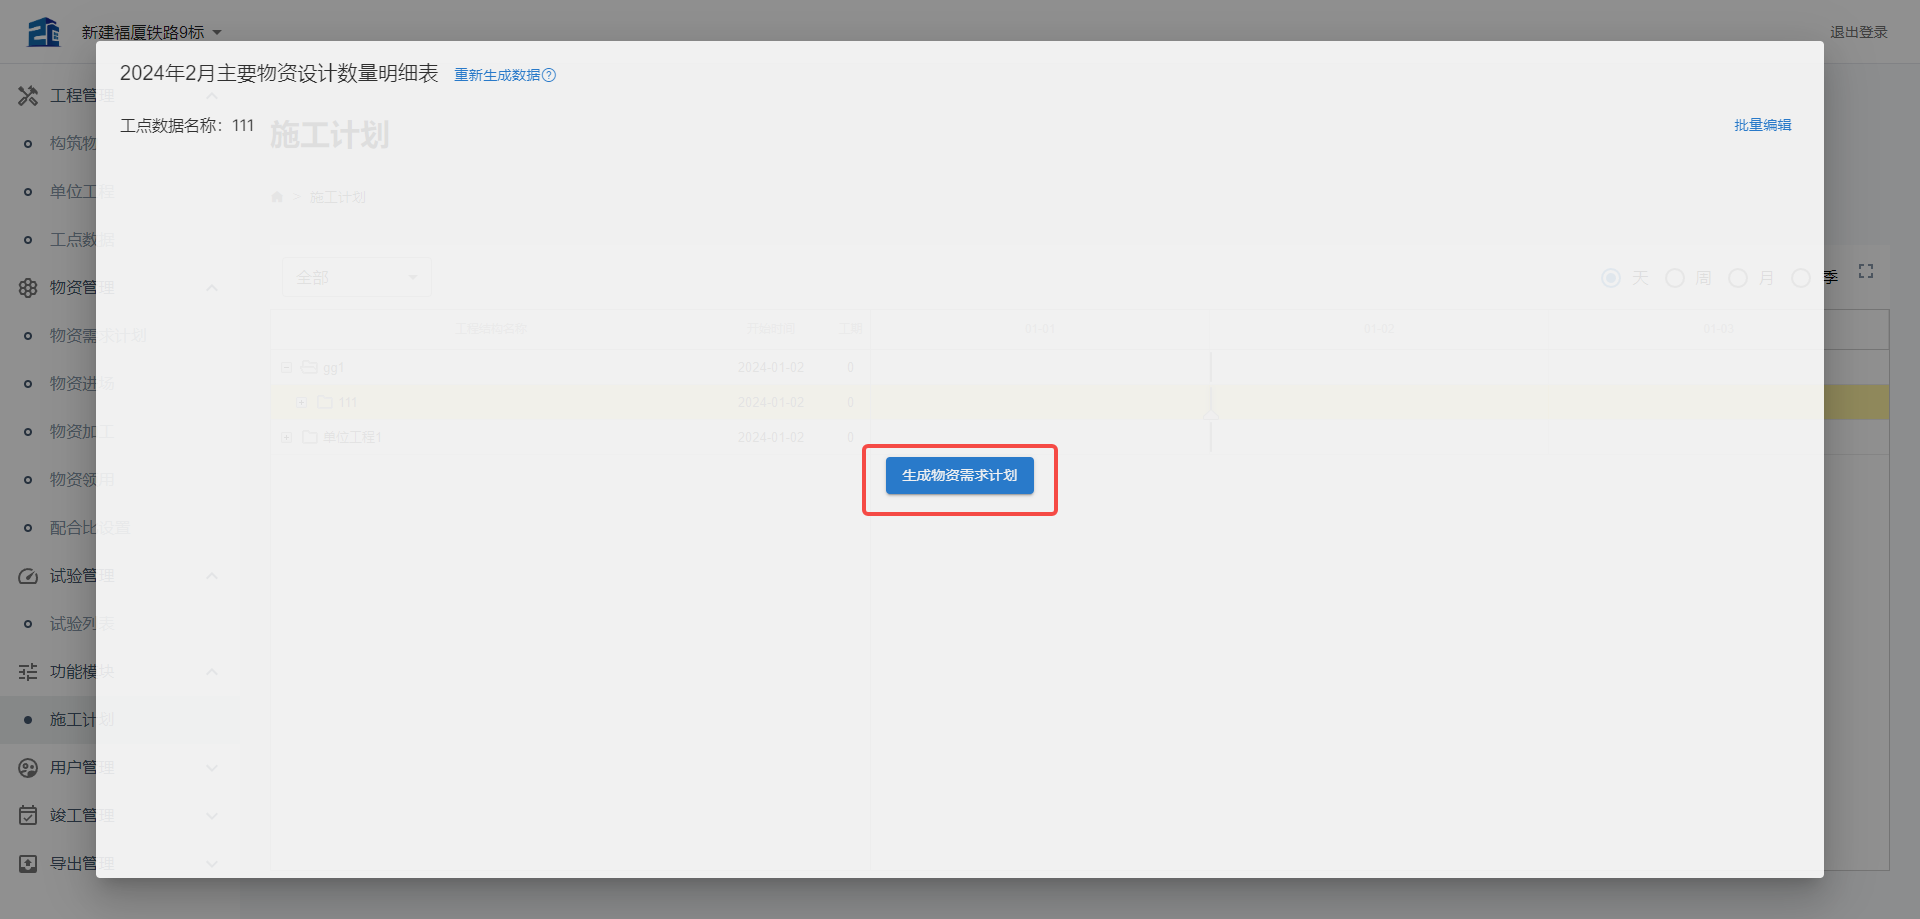 新建福厦铁路9标
退出登录
2024年2月主要物资设计数量明细表 重新生成数据
工点数据名称：111
批量编辑
施工计划
> 施工计划
全部
天 周 月 季
工程结构名称 开始时间 工期 01-01 01-02 01-03
gg1 2024-01-02 0
111 2024-01-02 0
单位工程1 2024-01-02 0
生成物资需求计划
工程管理
构筑物
单位工程
工点数据
物资管理
物资需求计划
物资进场
物资加工
物资领用
配合比设置
试验管理
试验列表
功能模块
施工计划
用户管理
竣工管理
导出管理